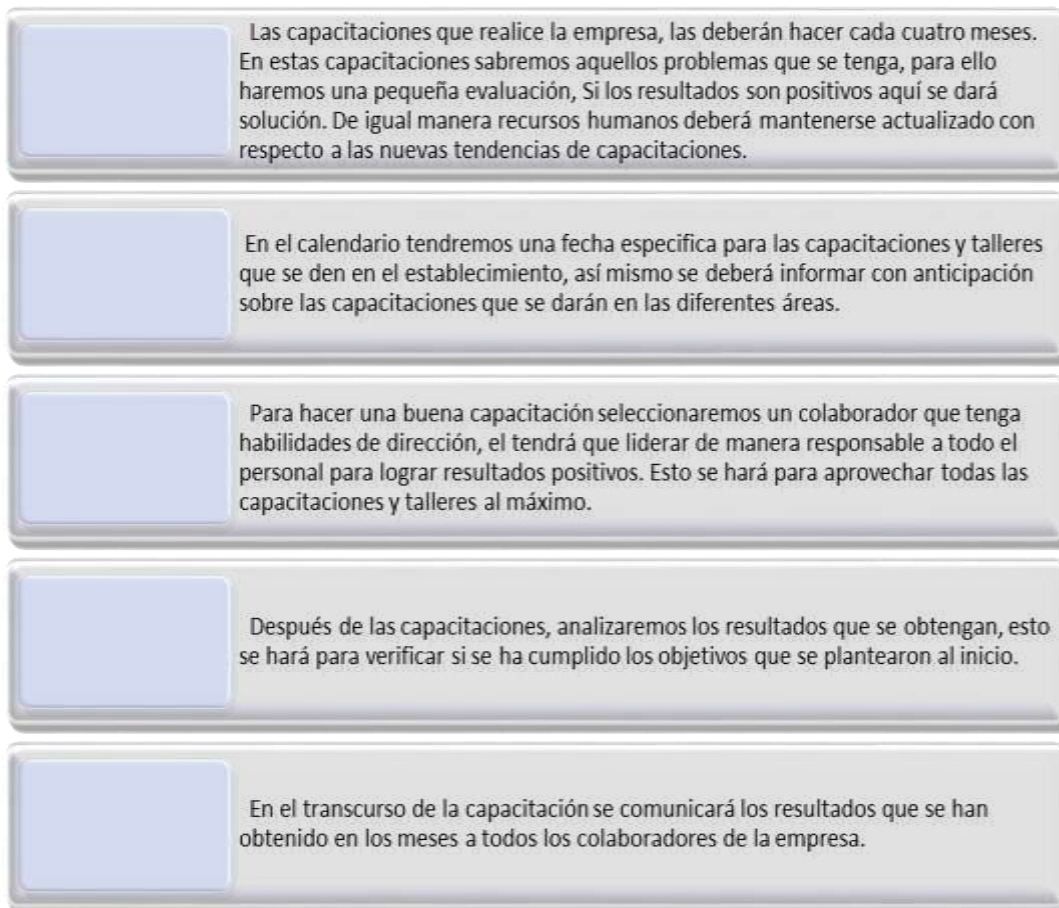 Las capacitaciones que realice la empresa, las deberán hacer cada cuatro meses.
En estas capacitaciones sabremos aquellos problemas que se tenga, para ello
haremos una pequeña evaluación, Si los resultados son positivos aquí se dará
solución. De igual manera recursos humanos deberá mantenerse actualizado con
respecto a las nuevas tendencias de capacitaciones.
En el calendario tendremos una fecha especifica para las capacitaciones y talleres
que se den en el establecimiento, así mismo se deberá informar con anticipación
sobre las capacitaciones que se darán en las diferentes áreas.
Para hacer una buena capacitación seleccionaremos un colaborador que tenga
habilidades de dirección, el tendrá que liderar de manera responsable a todo el
personal para lograr resultados positivos. Esto se hará para aprovechar todas las
capacitaciones y talleres al máximo.
Después de las capacitaciones, analizaremos los resultados que se obtengan, esto
se hará para verificar si se ha cumplido los objetivos que se plantearon al inicio.
En el transcurso de la capacitación se comunicará los resultados que se han
obtenido en los meses a todos los colaboradores de la empresa.